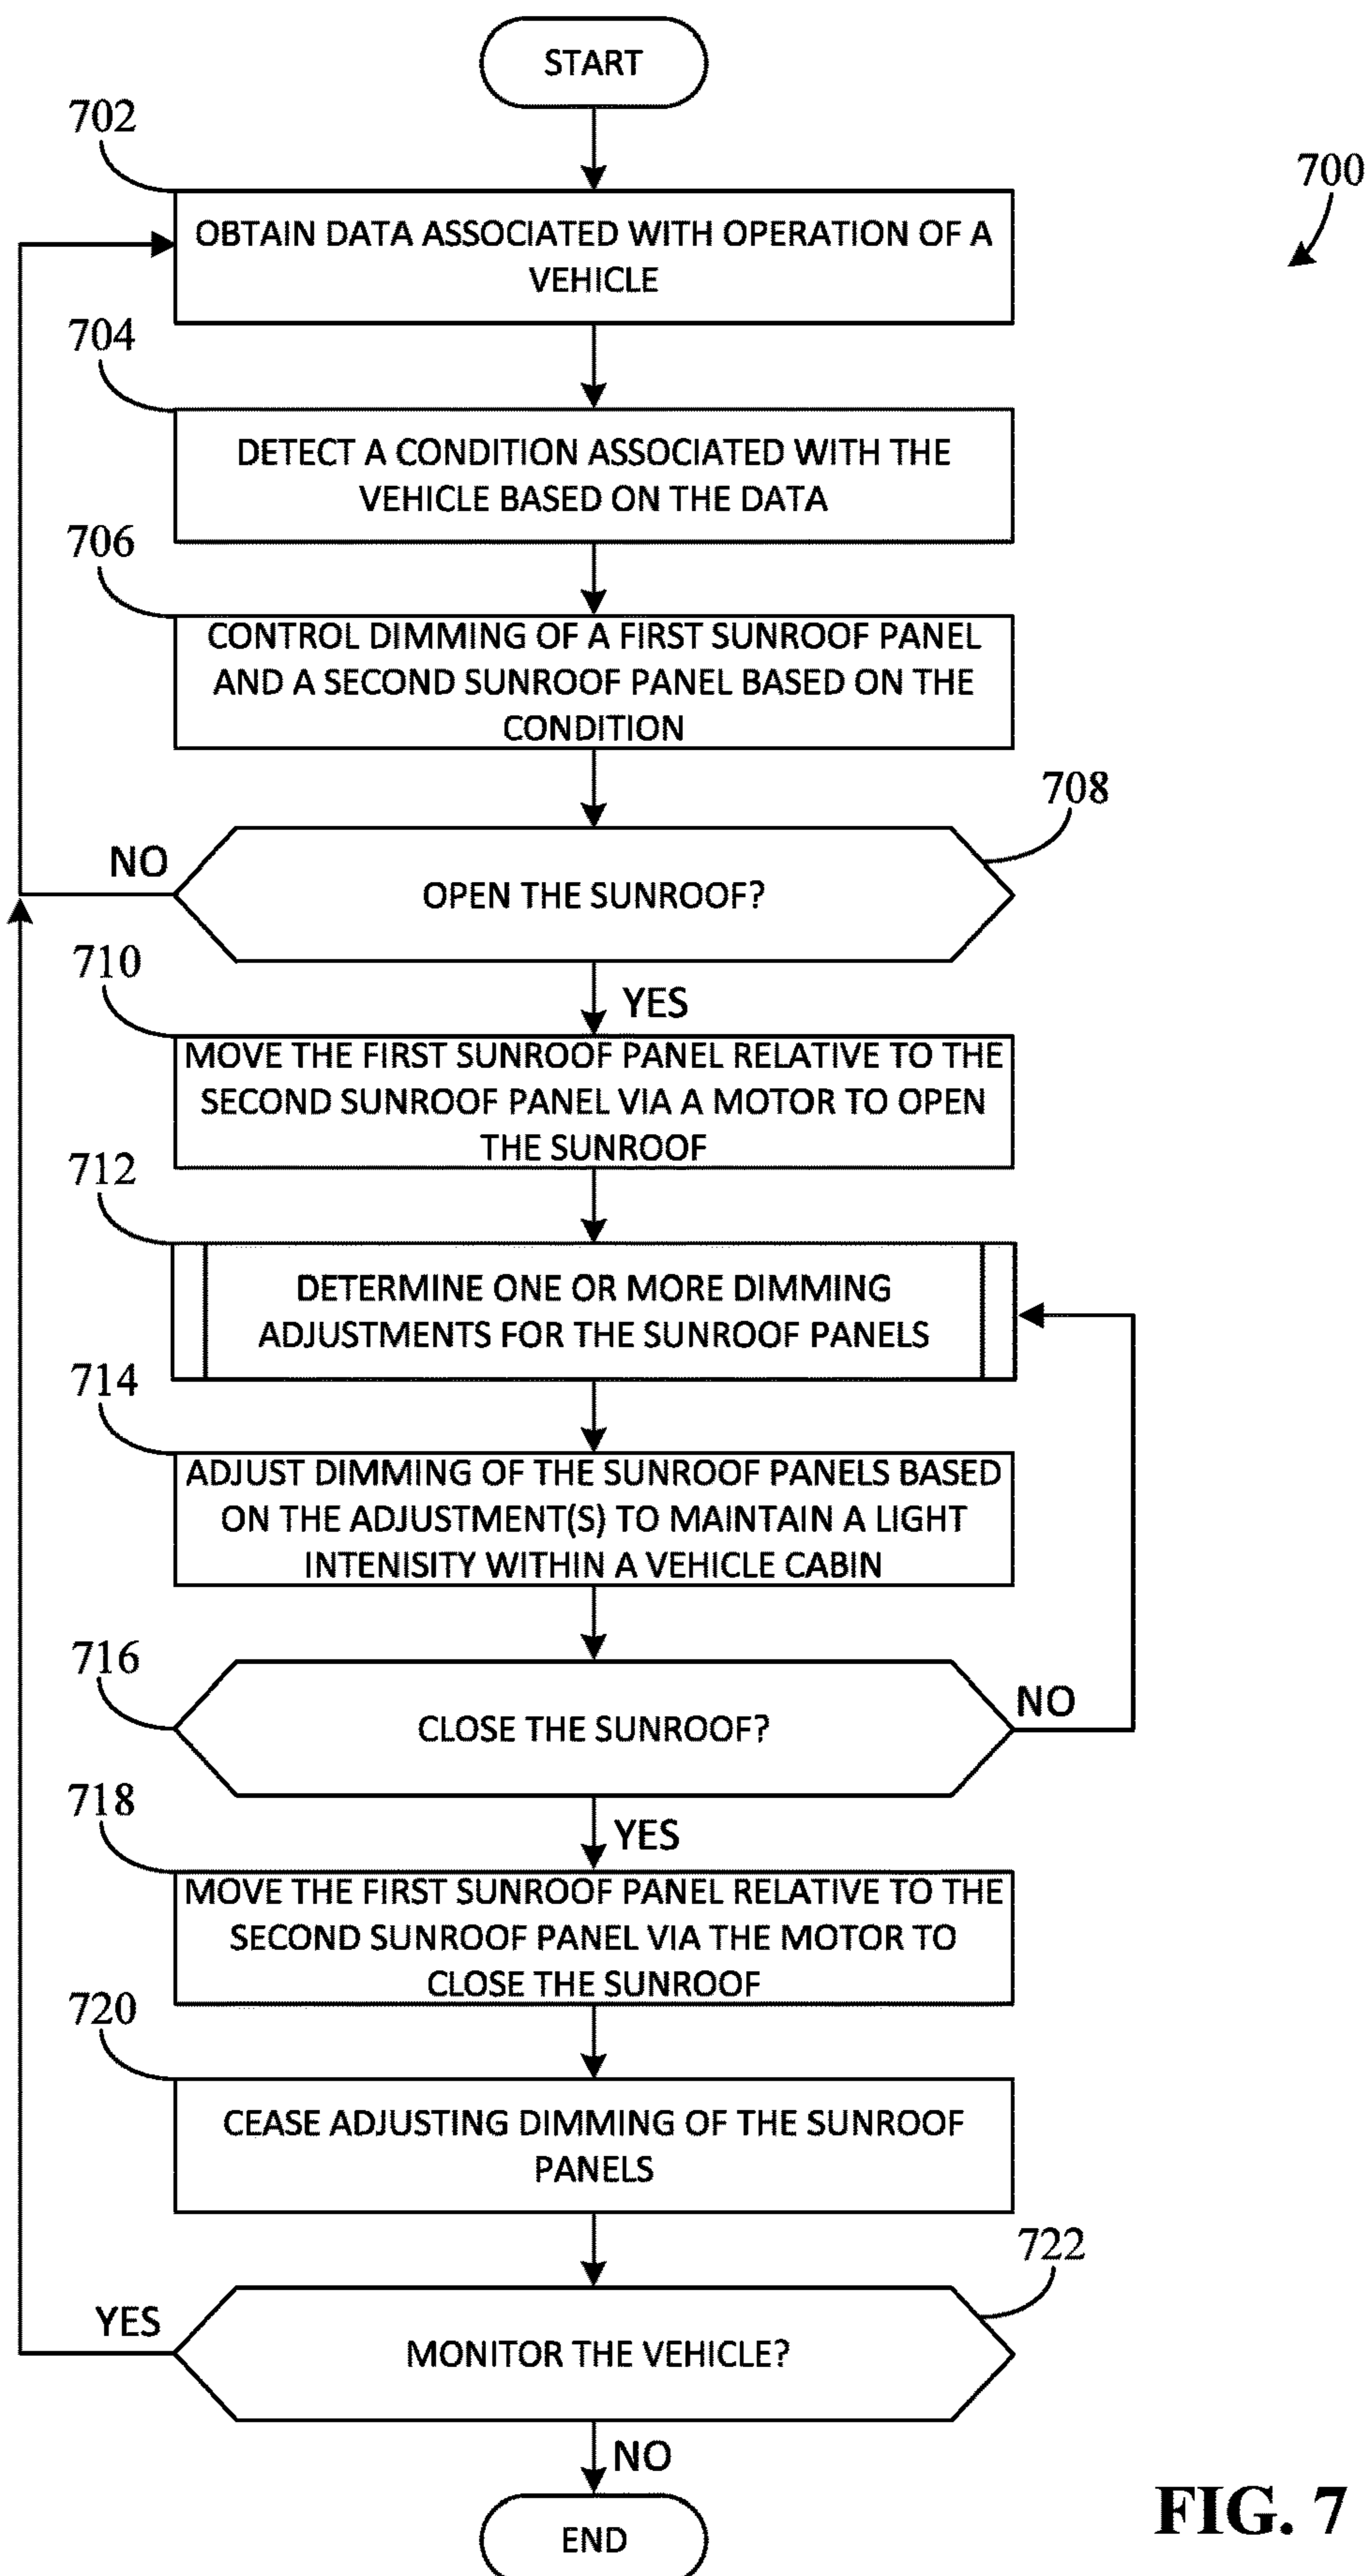 START
702
700
OBTAIN DATA ASSOCIATED WITH OPERATION OF A
VEHICLE
704
DETECT A CONDITION ASSOCIATED WITH THE
VEHICLE BASED ON THE DATA
706
CONTROL DIMMING OF A FIRST SUNROOF PANEL
AND A SECOND SUNROOF PANEL BASED ON THE
CONDITION
708
NO
OPEN THE SUNROOF?
710
YES
MOVE THE FIRST SUNROOF PANEL RELATIVE TO THE
SECOND SUNROOF PANEL VIA A MOTOR TO OPEN
THE SUNROOF
712
DETERMINE ONE OR MORE DIMMING
ADJUSTMENTS FOR THE SUNROOF PANELS
714
ADJUST DIMMING OF THE SUNROOF PANELS BASED
ON THE ADJUSTMENT(S) TO MAINTAIN A LIGHT
INTENISITY WITHIN A VEHICLE CABIN
716
NO
CLOSE THE SUNROOF?
718
YES
MOVE THE FIRST SUNROOF PANEL RELATIVE TO THE
SECOND SUNROOF PANEL VIA THE MOTOR TO
CLOSE THE SUNROOF
720
CEASE ADJUSTING DIMMING OF THE SUNROOF
PANELS
722
YES
MONITOR THE VEHICLE?
NO
END
FIG. 7